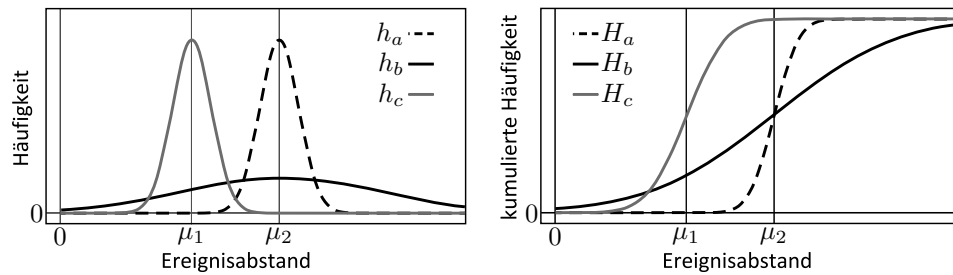 Häufigkeit
h_a
h_b
h_c
0
0
μ_1
μ_2
Ereignisabstand
kumulierte Häufigkeit
H_a
H_b
H_c
0
0
μ_1
μ_2
Ereignisabstand